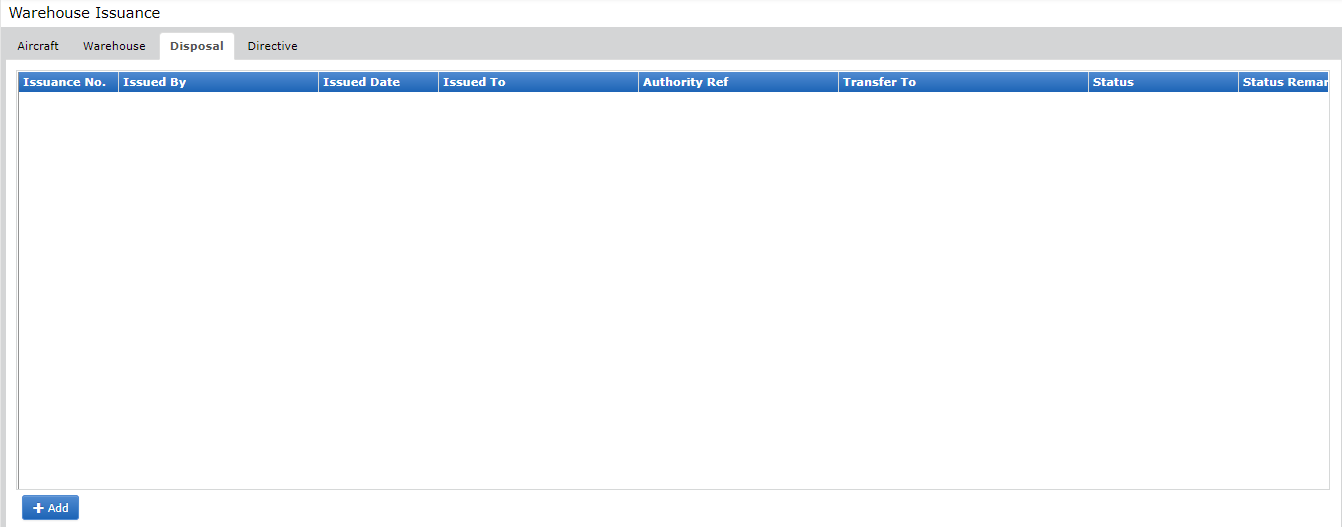 Warehouse Issuance
Aircraft Warehouse Disposal Directive
Issuance No. Issued By Issued Date Issued To Authority Ref Transfer To Status Status Remar
Add